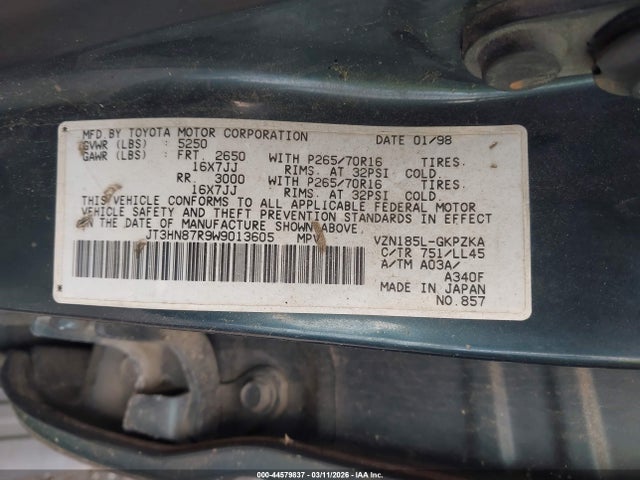 MFD BY TOYOTA MOTOR CORPORATION DATE 01/98
GVWR (LBS) : 5250
GAWR (LBS) : FRT. 2650 WITH P265/70R16 TIRES.
16X7JJ RIMS. AT 32PSI COLD
RR. 3000 WITH P265/70R16 TIRES.
16X7JJ RIMS. AT 32PSI COLD.
THIS VEHICLE CONFORMS TO ALL APPLICABLE FEDERAL MOTOR
VEHICLE SAFETY AND THEFT PREVENTION STANDARDS IN EFFECT
ON THE DATE OF MANUFACTURE SHOWN ABOVE.
JT3HN87R9W9013605 MPV VZN185L-GKPZKA
C/TR 751/LL45
A/TM A03A/
A340F
MADE IN JAPAN
NO.857
000-44579837 - 03/11/2026 - COPYRIGHT IAA